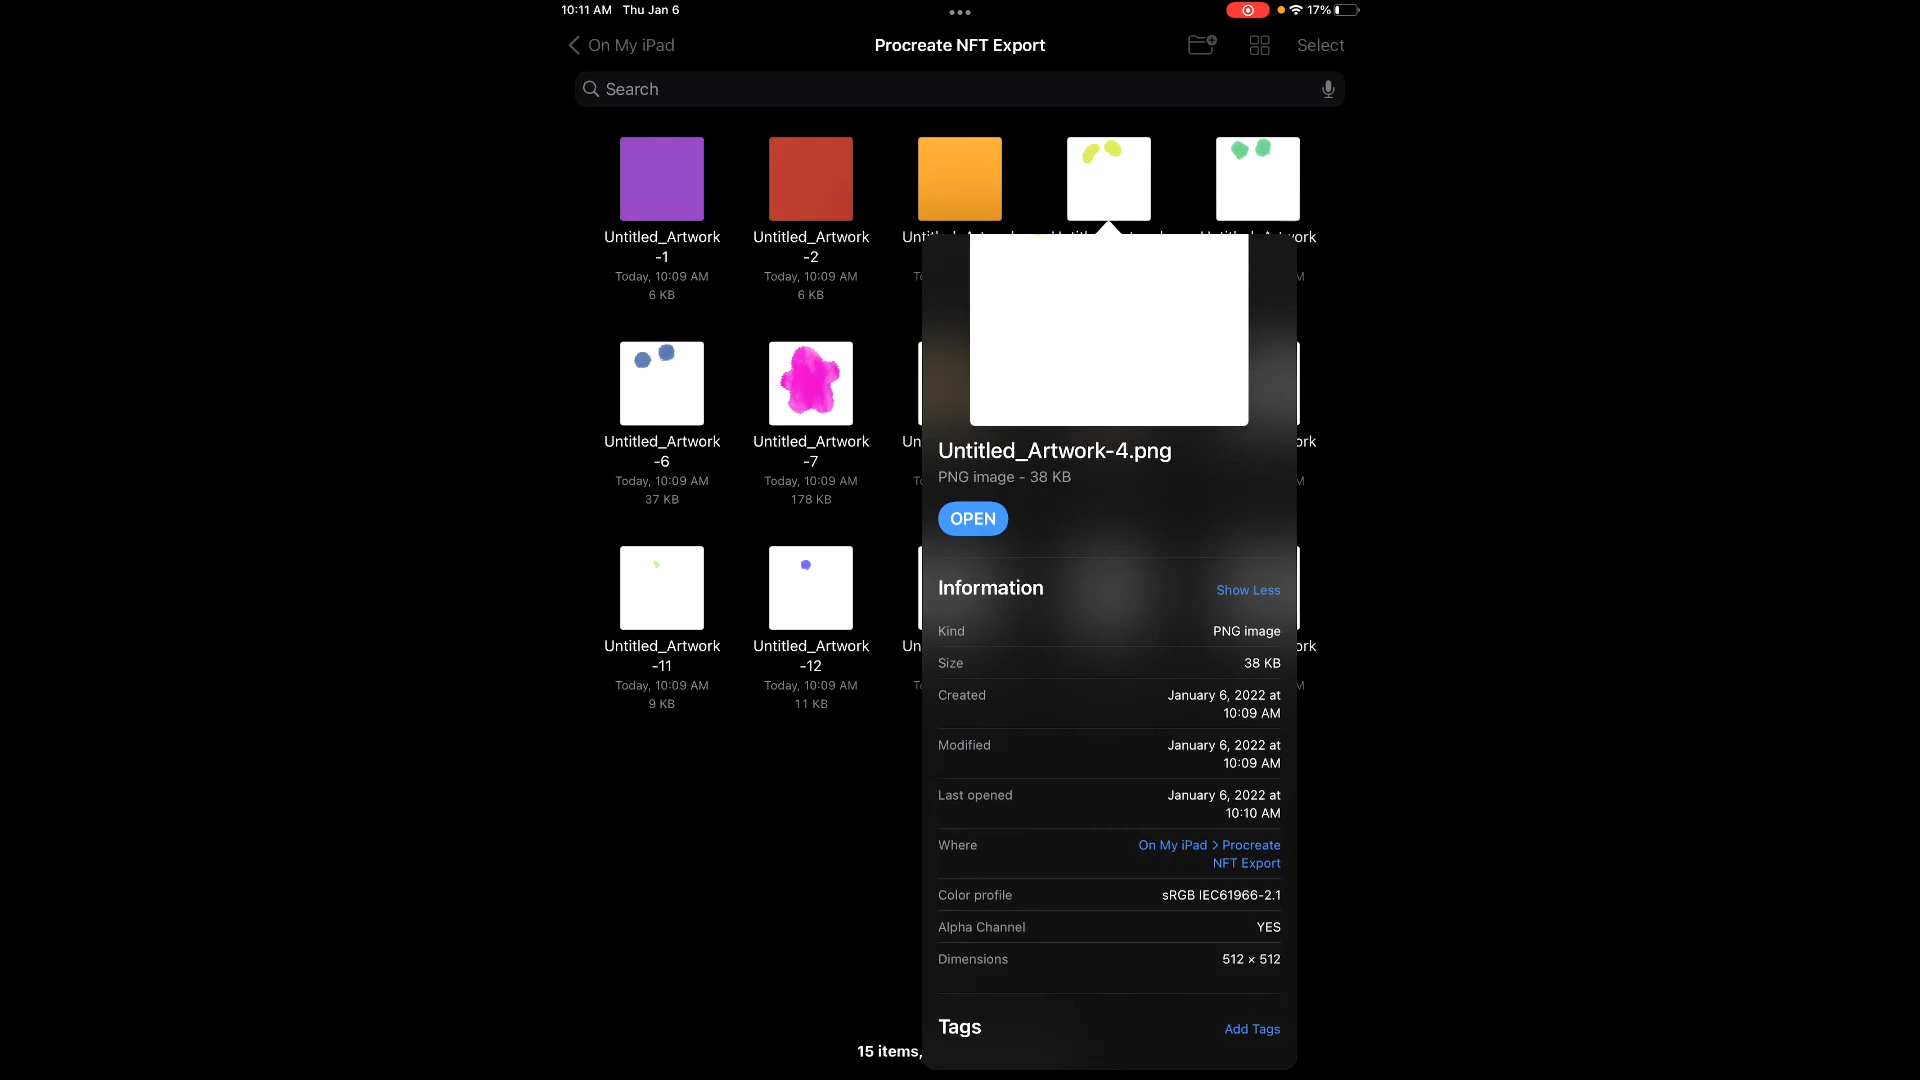 10:11 AM Thu Jan 6
17%
On My iPad
Procreate NFT Export
Select
Search
Untitled_Artwork
-1
Today, 10:09 AM
6 KB
Untitled_Artwork
-2
Today, 10:09 AM
6 KB
Untitled_Artwork
-6
Today, 10:09 AM
37 KB
Untitled_Artwork
-7
Today, 10:09 AM
178 KB
Untitled_Artwork
-11
Today, 10:09 AM
9 KB
Untitled_Artwork
-12
Today, 10:09 AM
11 KB
Untitled_Artwork-4.png
PNG image - 38 KB
OPEN
Information
Show Less
Kind
PNG image
Size
38 KB
Created
January 6, 2022 at
10:09 AM
Modified
January 6, 2022 at
10:09 AM
Last opened
January 6, 2022 at
10:10 AM
Where
On My iPad > Procreate
NFT Export
Color profile
sRGB IEC61966-2.1
Alpha Channel
YES
Dimensions
512 × 512
Tags
Add Tags
15 items,